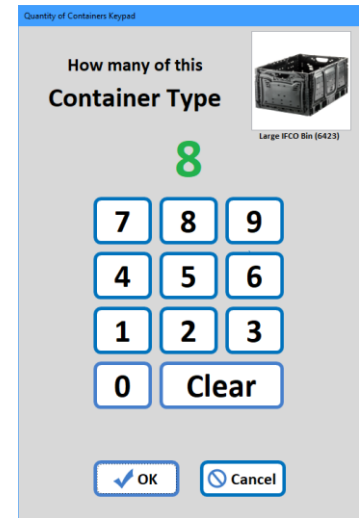 Quantity of Containers Keypad
How many of this
Container Type
Large IFCO Bin (6423)
8
7 8 9
4 5 6
1 2 3
0 Clear
OK Cancel